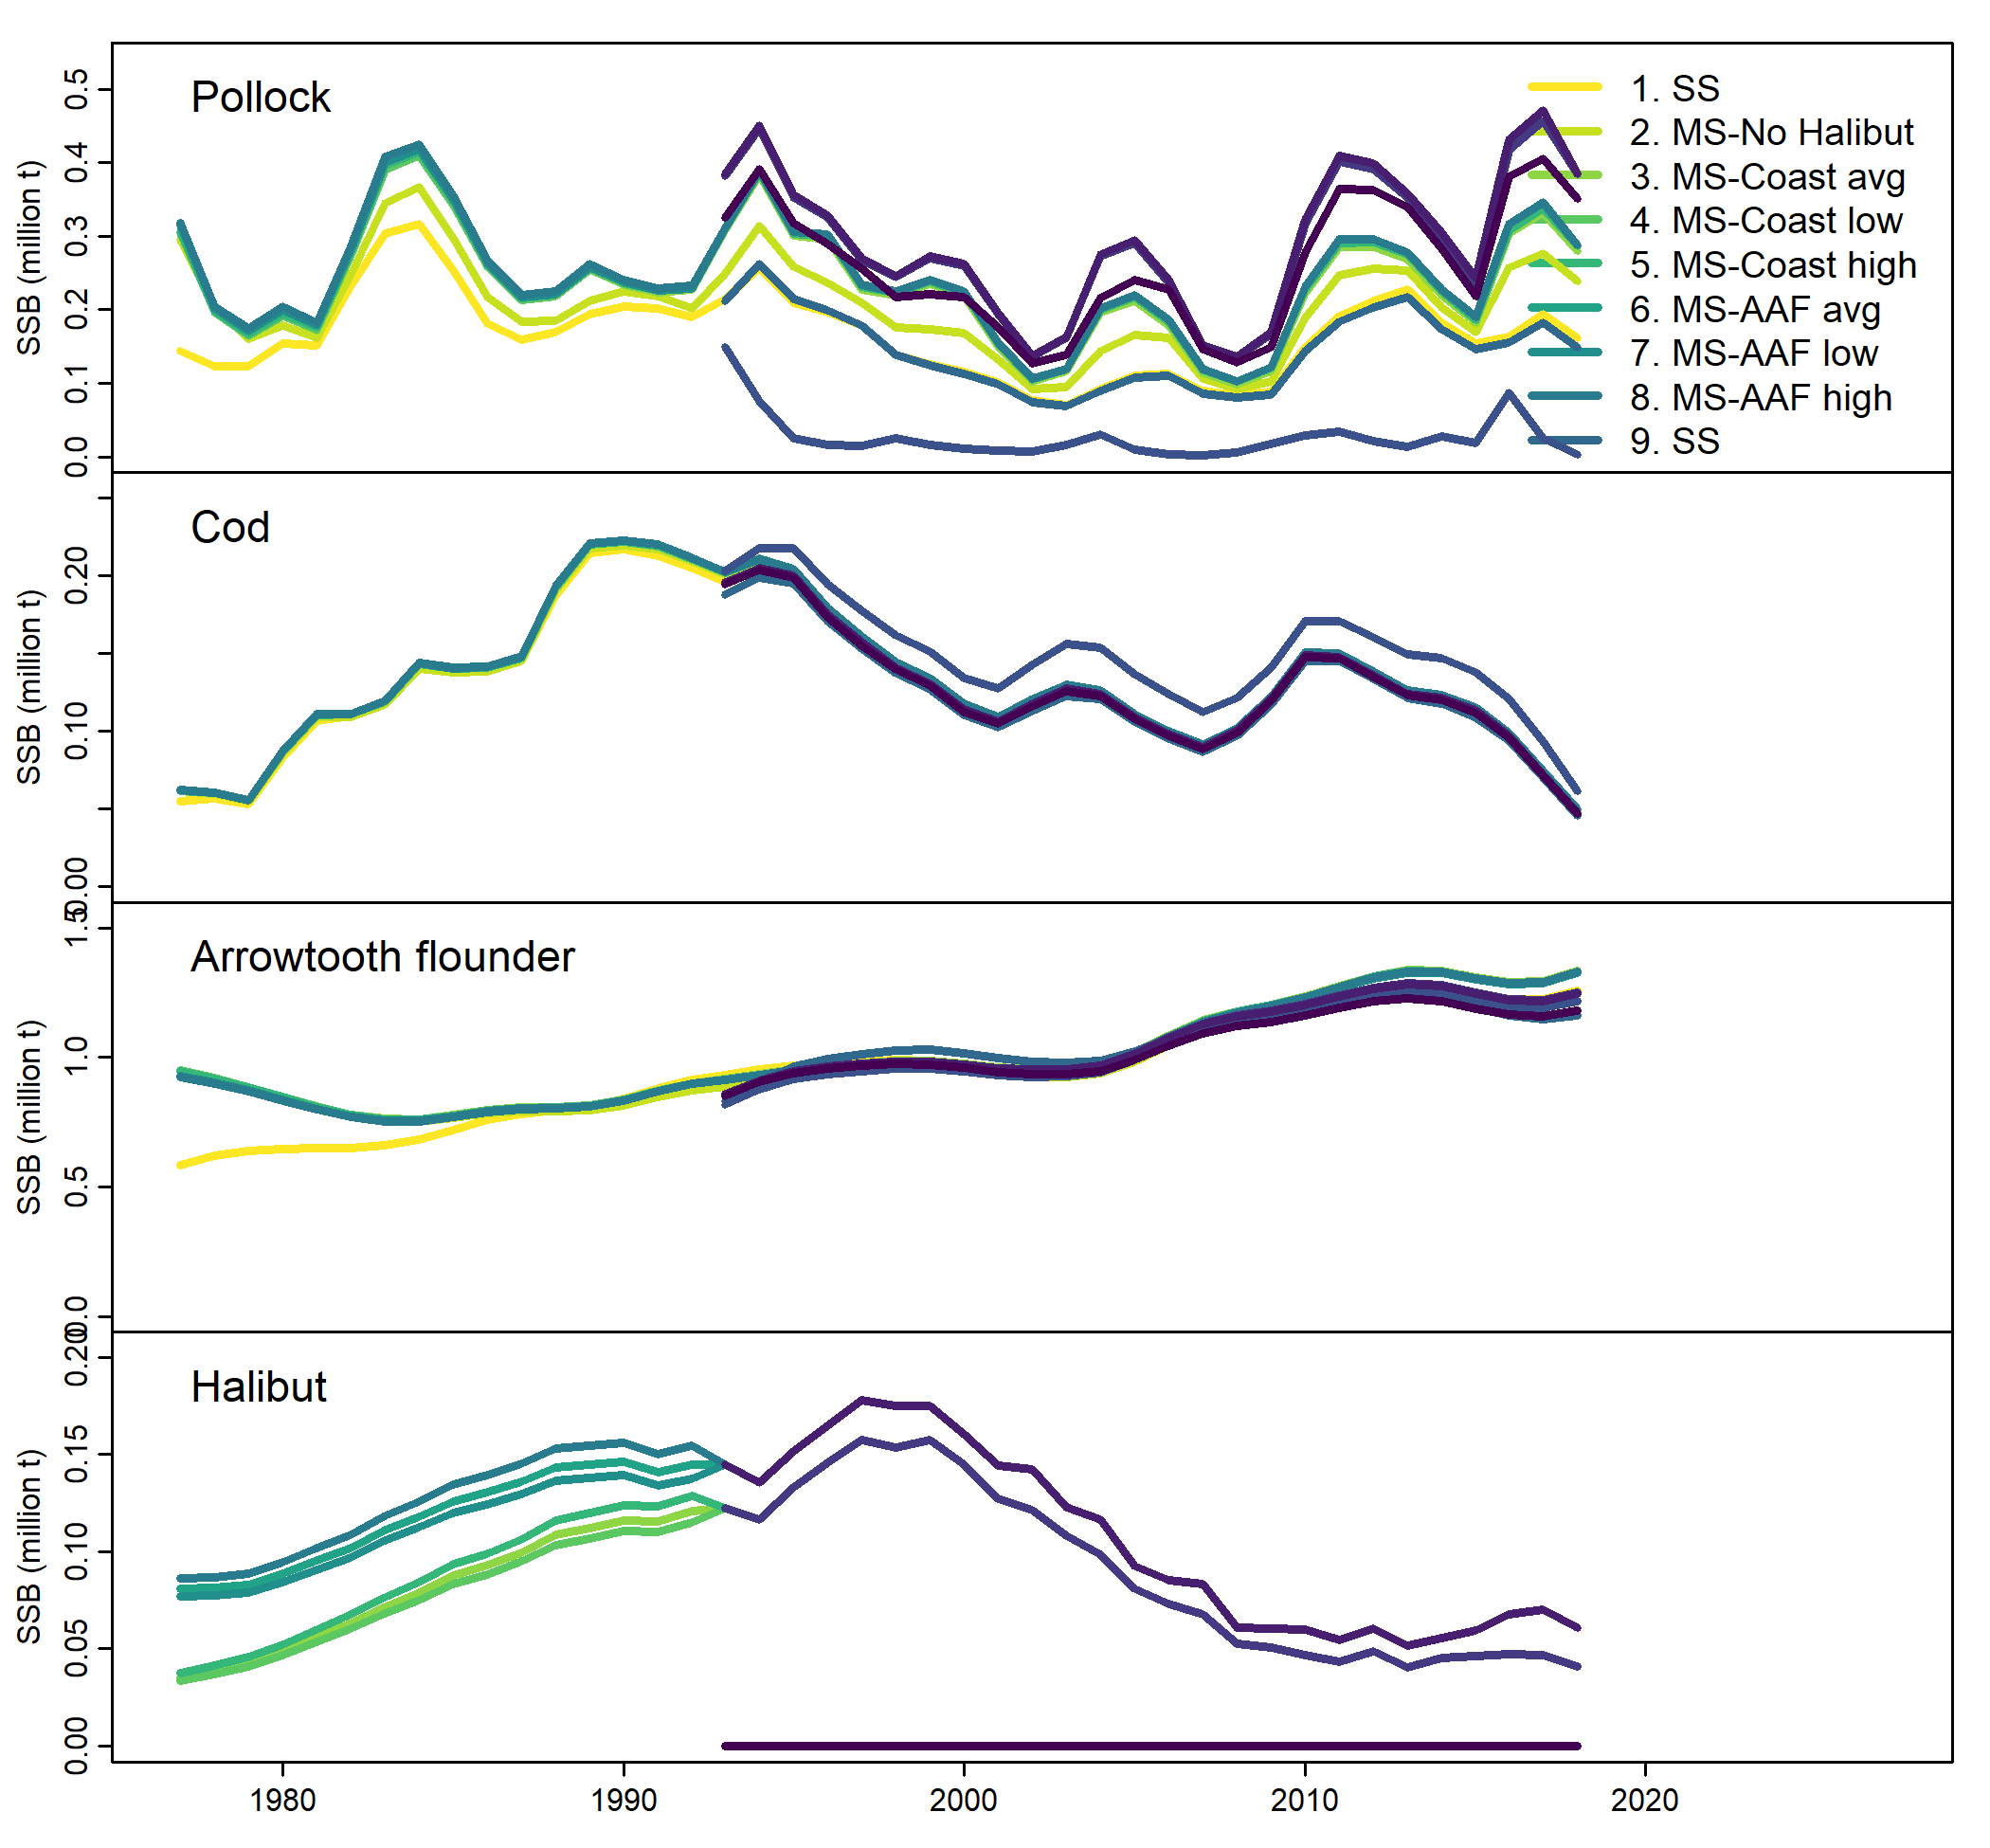 Pollock
SSB (million t)
0.5
0.4
0.3
0.2
0.1
0.0
1. SS
2. MS-No Halibut
3. MS-Coast avg
4. MS-Coast low
5. MS-Coast high
6. MS-AAF avg
7. MS-AAF low
8. MS-AAF high
9. SS
Cod
SSB (million t)
0.20
0.10
0.00
Arrowtooth flounder
SSB (million t)
1.5
1.0
0.5
0.0
Halibut
SSB (million t)
0.20
0.15
0.10
0.05
0.00
1980 1990 2000 2010 2020